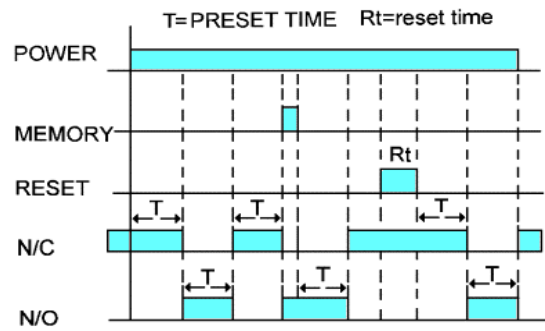 T=PRESET TIME Rt=reset time
POWER
MEMORY
RESET Rt
T T T
N/C
T T T
N/O